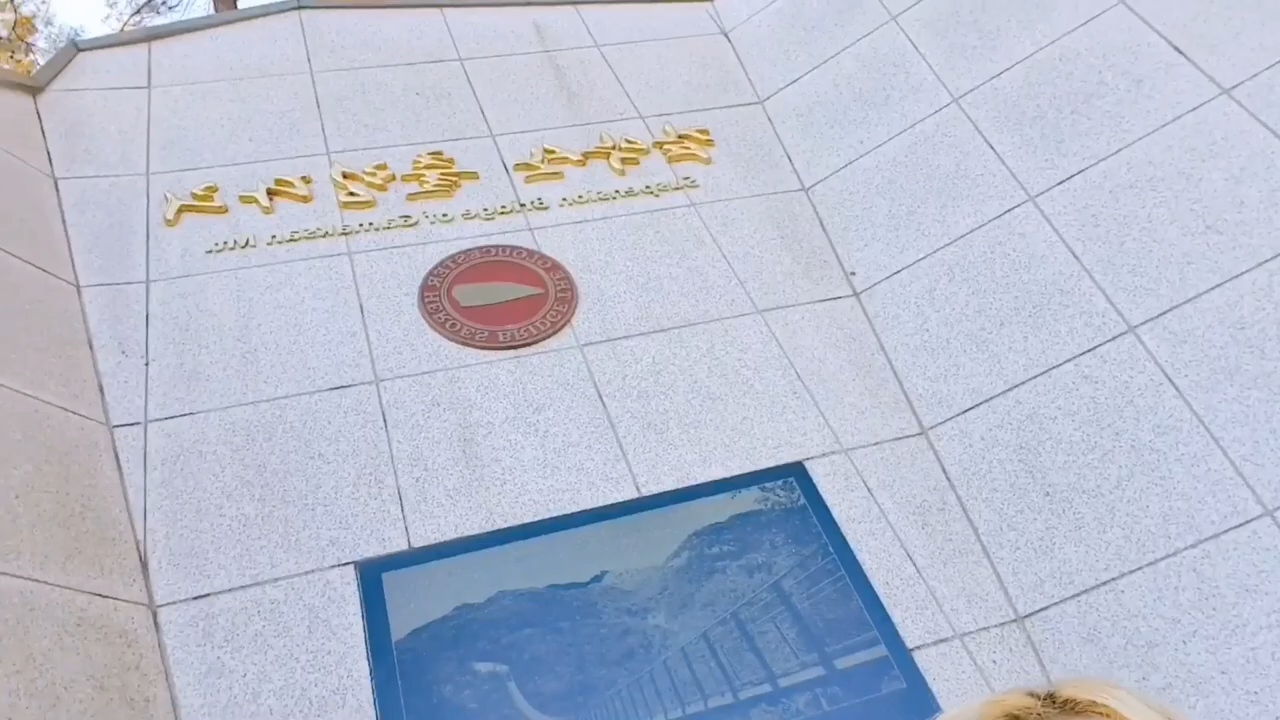 감악산 출렁다리
Suspension Bridge of Gamaksan Mt.
THE GLOUCESTER
HEROES BRIDGE